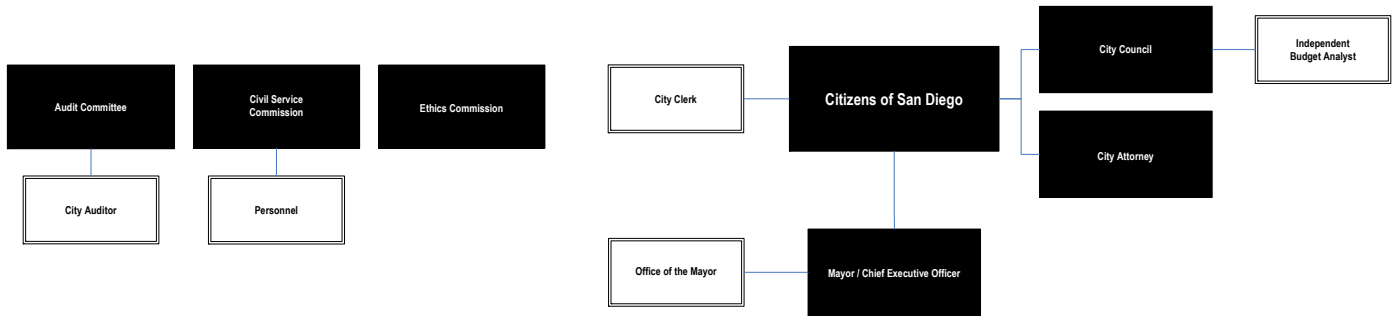 City Council
Independent
Budget Analyst
Audit Committee
Civil Service
Commission
Ethics Commission
City Clerk
Citizens of San Diego
City Attorney
City Auditor
Personnel
Office of the Mayor
Mayor / Chief Executive Officer